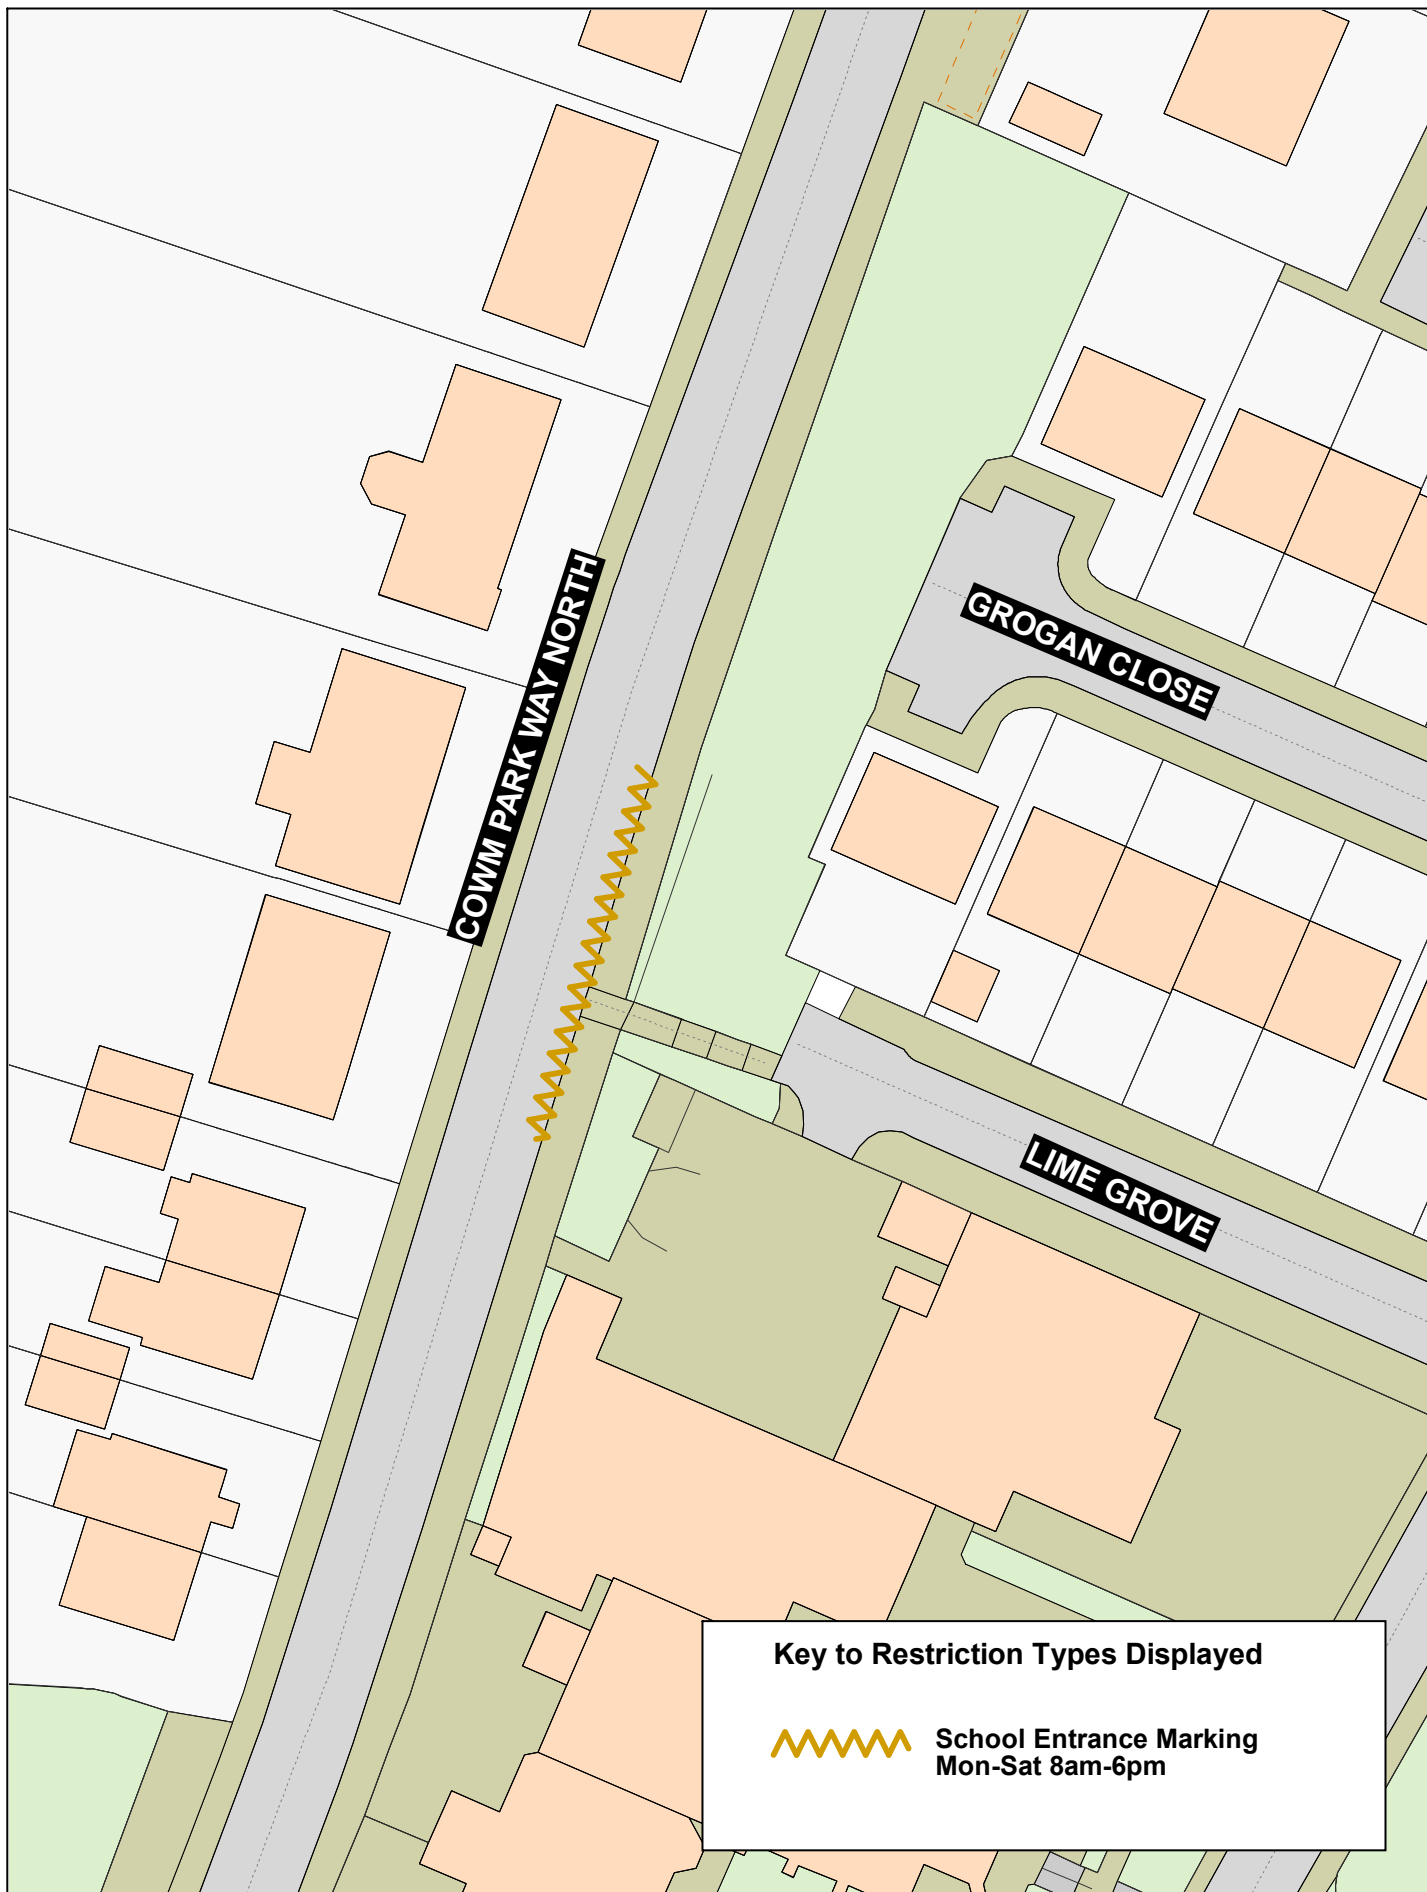 COWM PARK WAY NORTH
GROGAN CLOSE
LIME GROVE
Key to Restriction Types Displayed
School Entrance Marking
Mon-Sat 8am-6pm